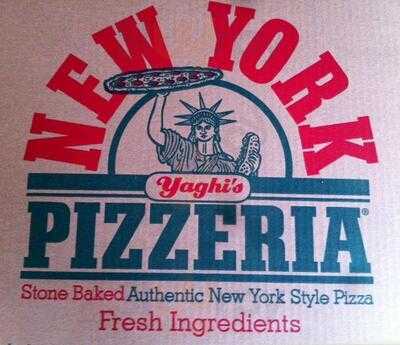 NEW YORK
Yaghi's
PIZZERIA®
Stone Baked Authentic New York Style Pizza
Fresh Ingredients